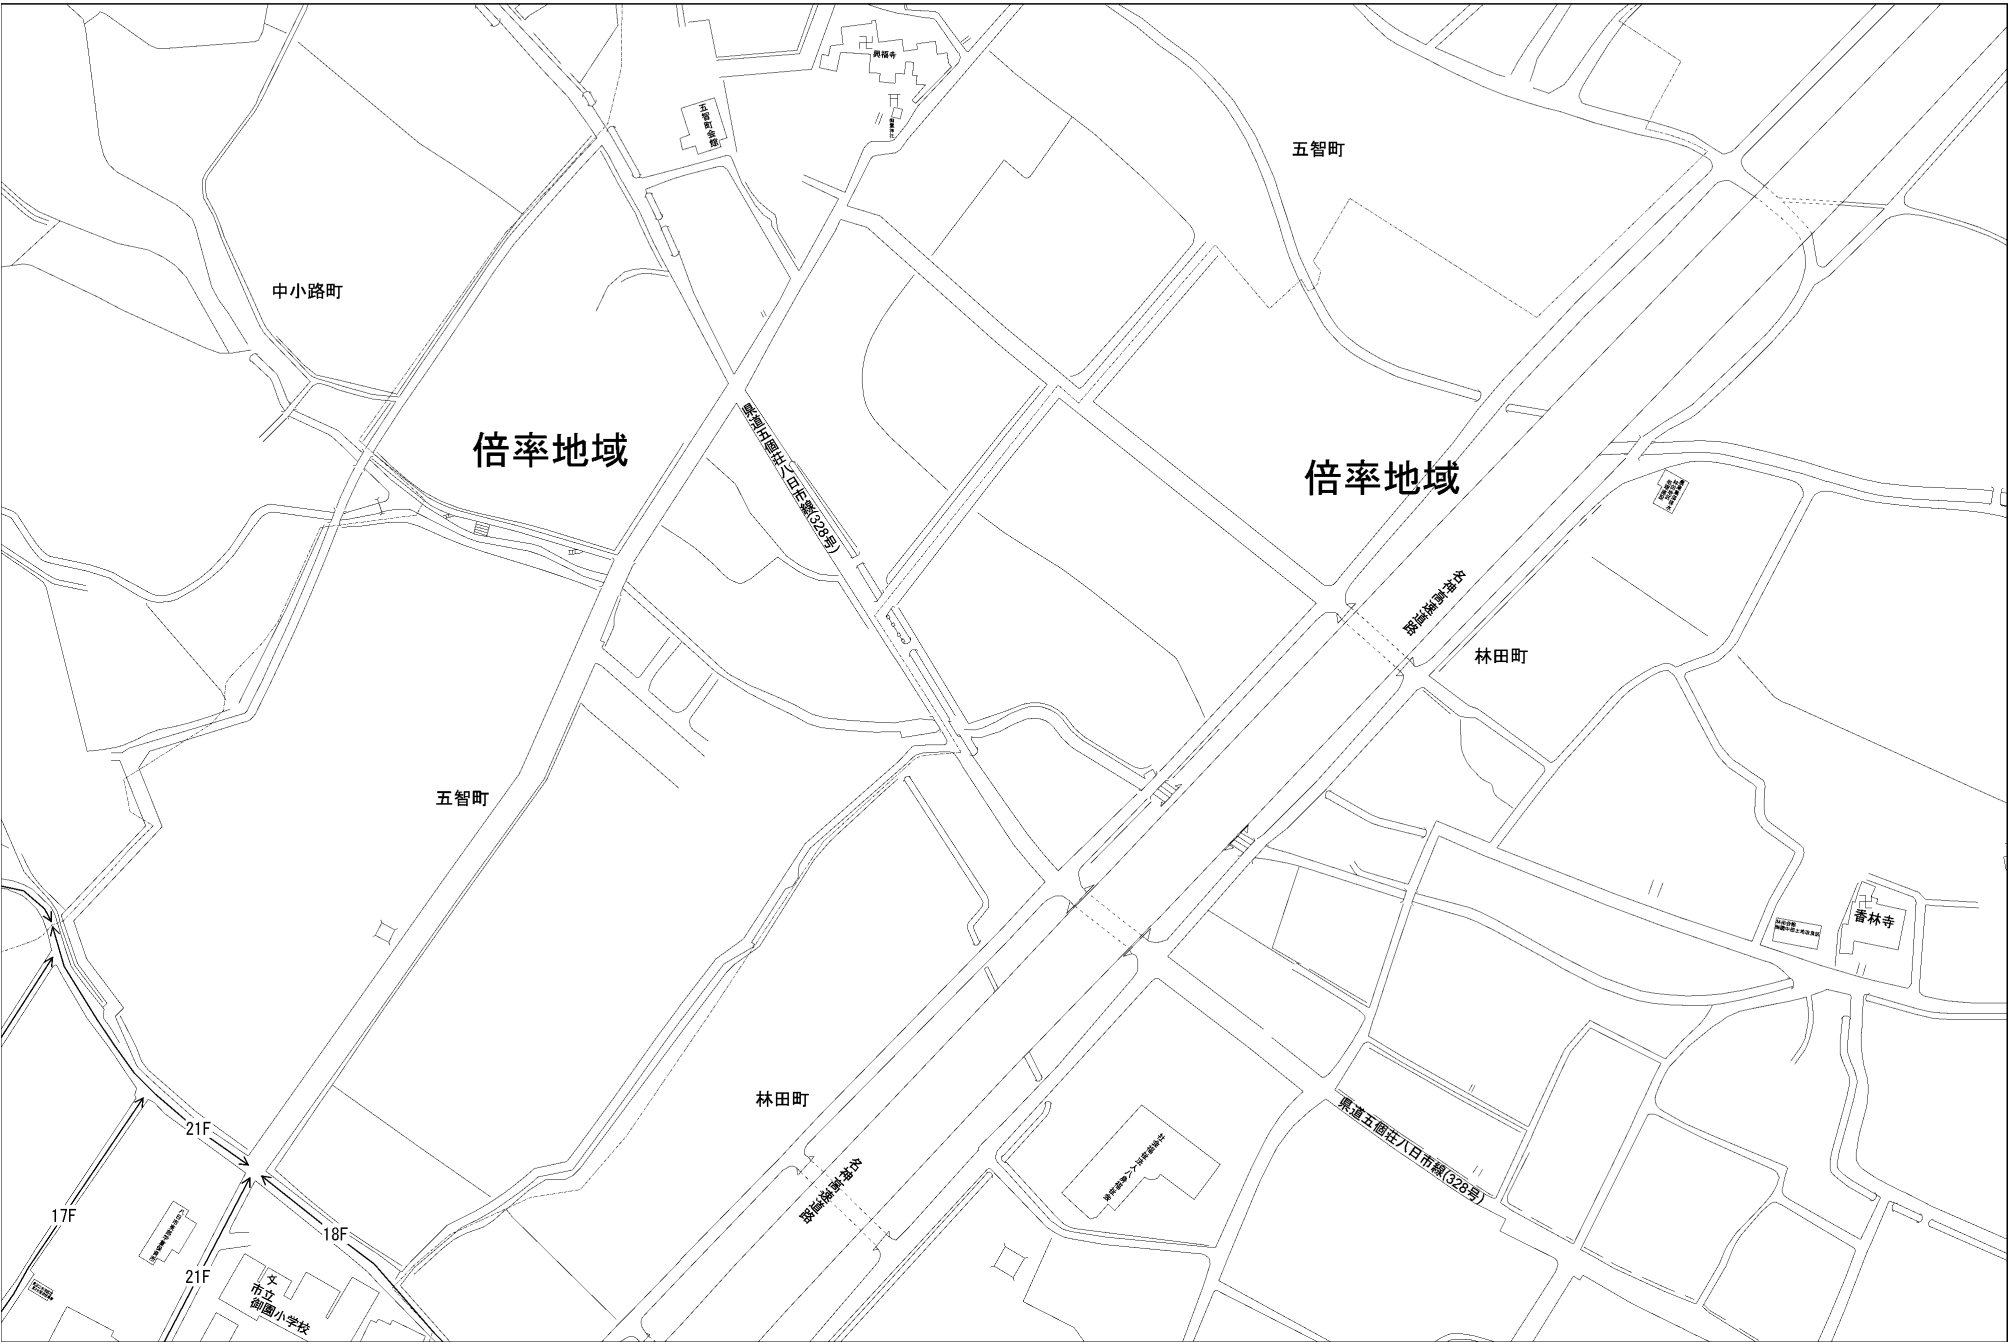 興福寺
五智町会館
五智町
中小路町
倍率地域
県道五個荘八日市線(328号)
倍率地域
名神高速道路
林田町
五智町
香林寺
林田町
県道五個荘八日市線(328号)
名神高速道路
21F
17F
18F
21F
文
市立
御園小学校